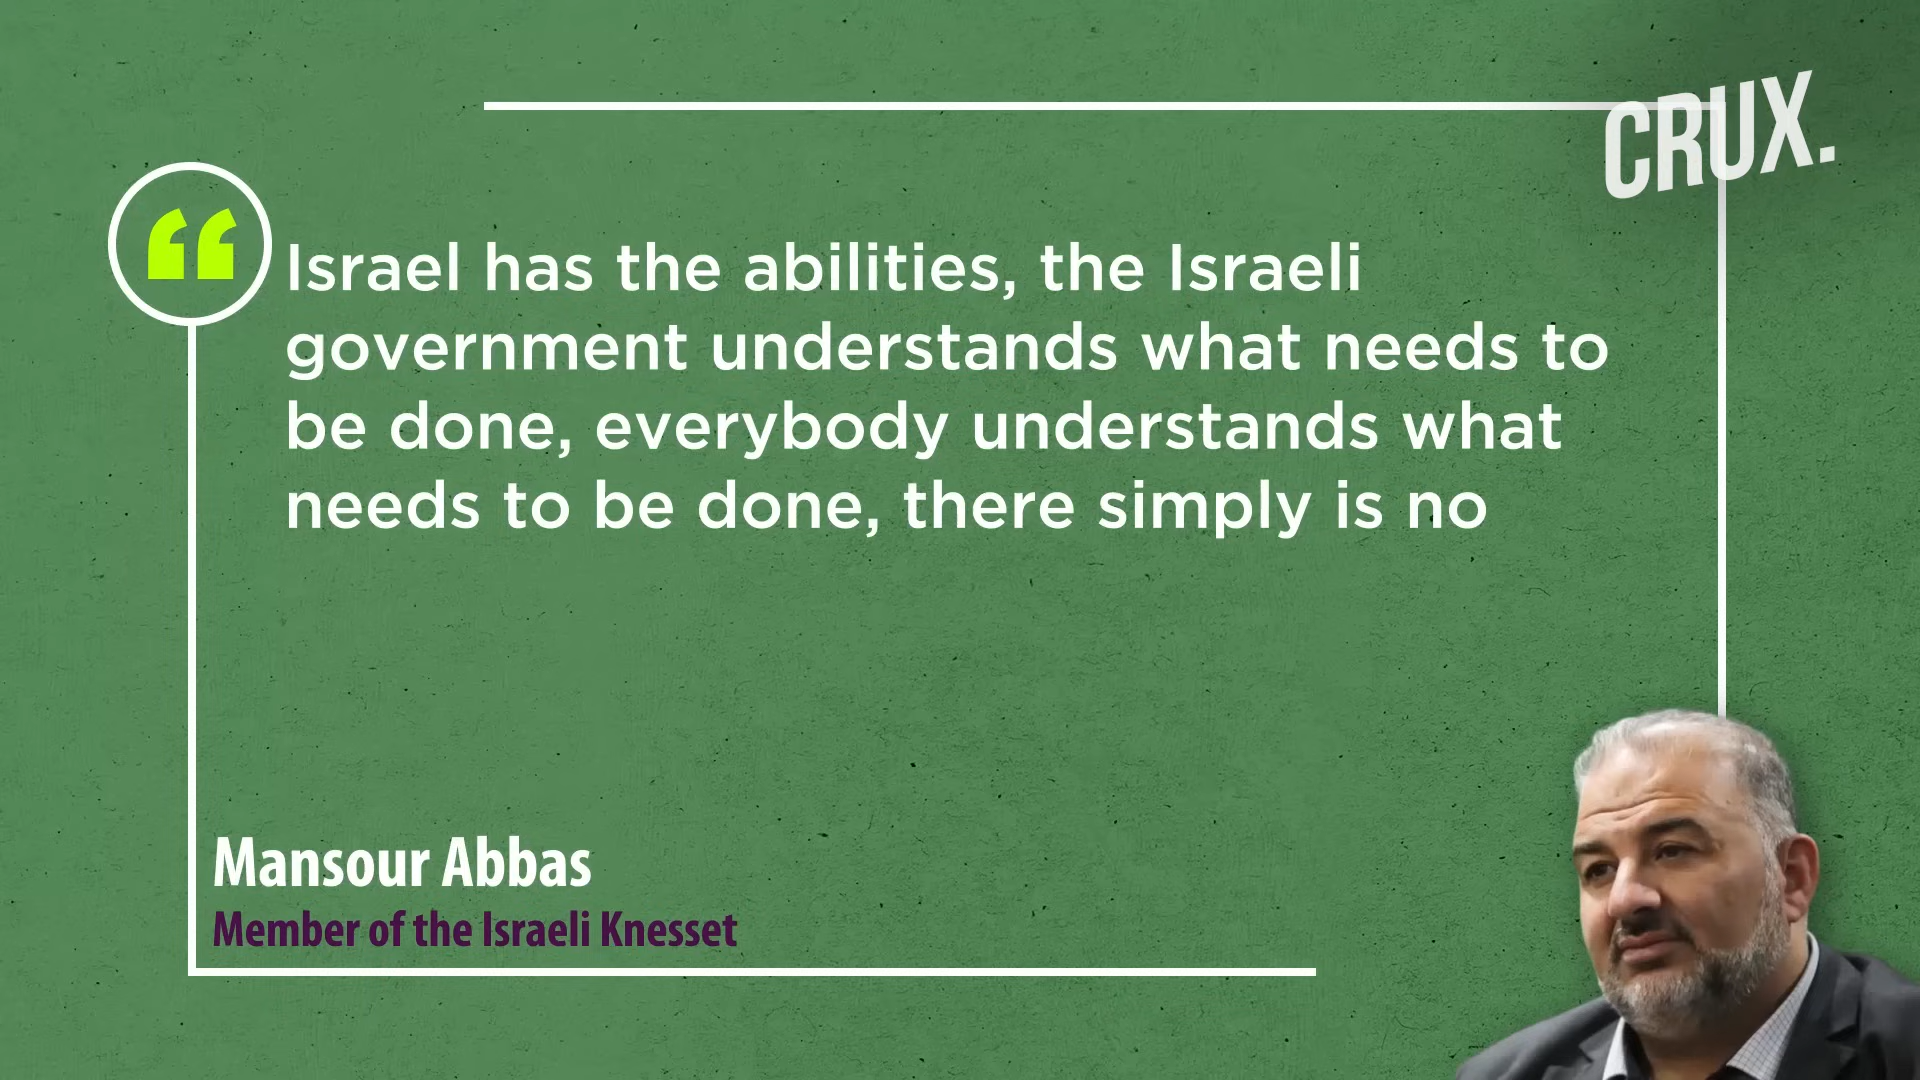 CRUX.
Israel has the abilities, the Israeli
government understands what needs to
be done, everybody understands what
needs to be done, there simply is no
Mansour Abbas
Member of the Israeli Knesset